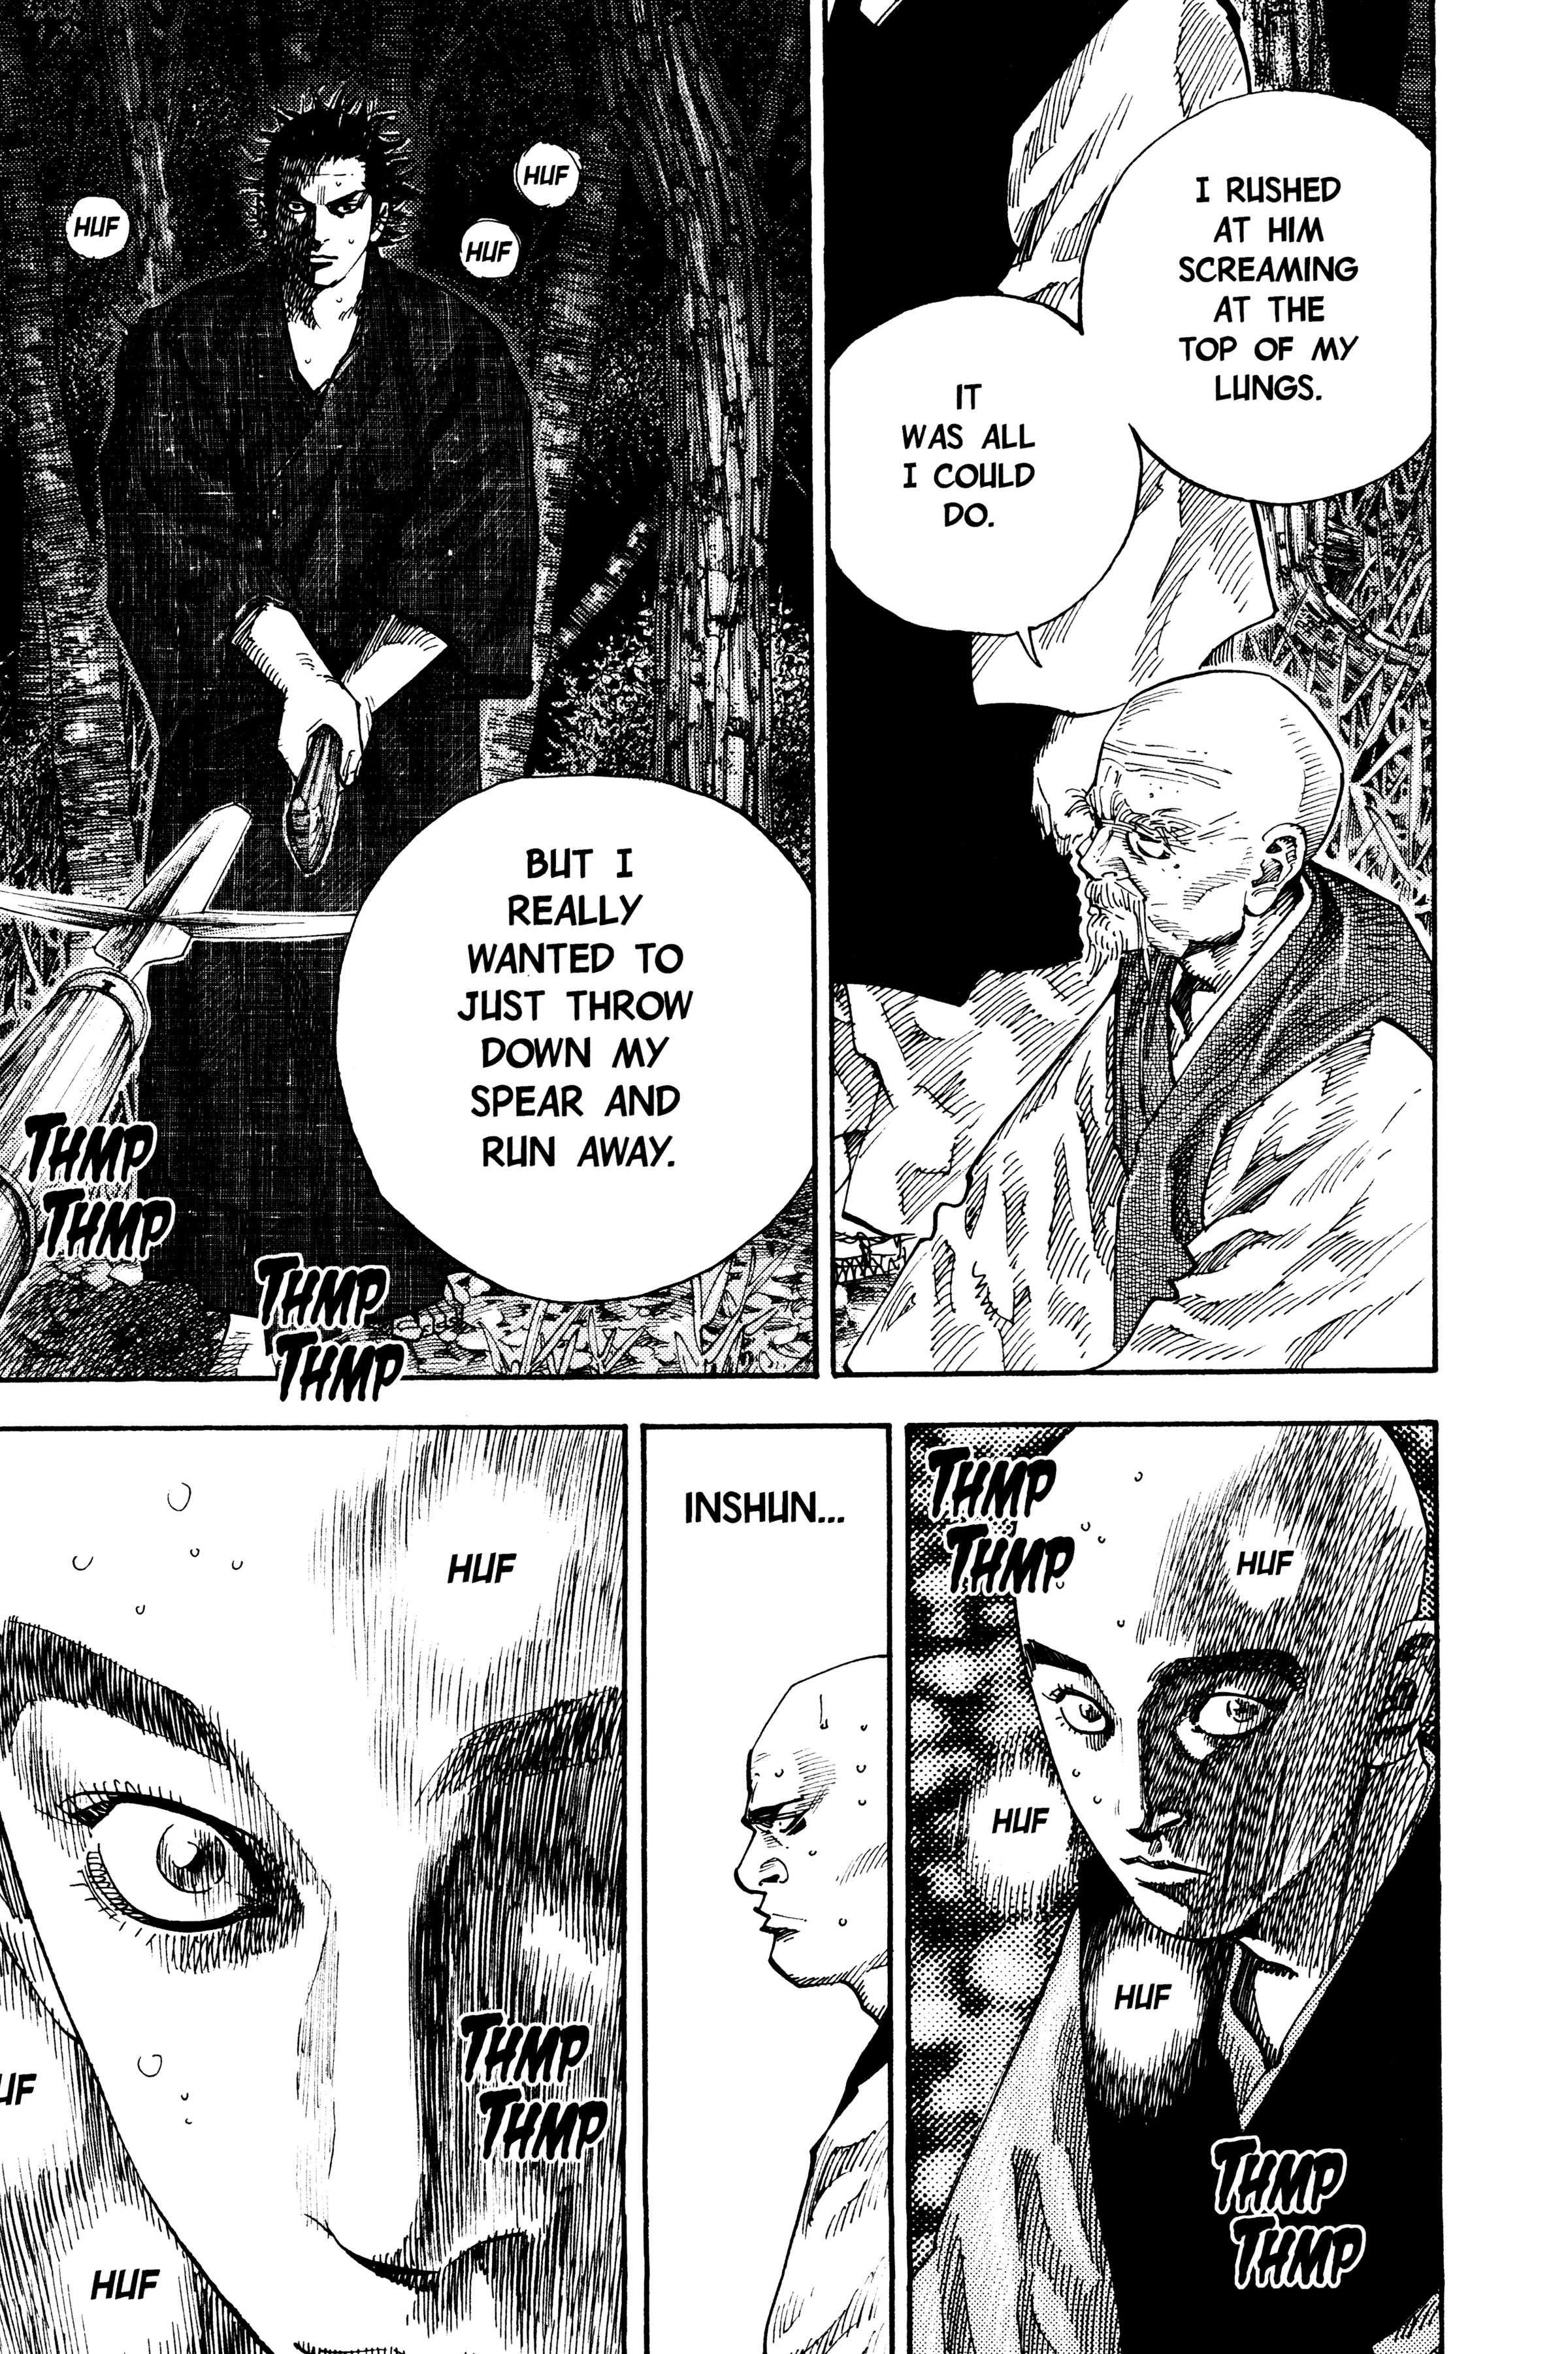 I RUSHED
AT HIM
SCREAMING
AT THE
TOP OF MY
LUNGS.
IT
WAS ALL
I COULD
DO.
HUF
HUF
HUF
BUT I
REALLY
WANTED TO
JUST THROW
DOWN MY
SPEAR AND
RUN AWAY.
THMP
THMP
THMP
THMP
THMP
THMP
HUF
HUF
HUF
THMP
THMP
INSHUN...
HUF
THMP
THMP
UF
HUF